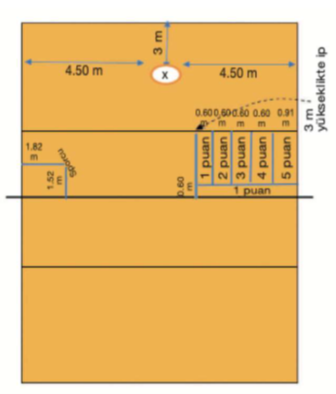 3 m
4.50 m
X
4.50 m
0.60 m
0.60
0.60
0.60 m
0.91 m
3 m
yükseklikte ip
1.82 m
1.52 m
1 puan
2 puan
3 puan
4 puan
5 puan
1 puan
0.60 m